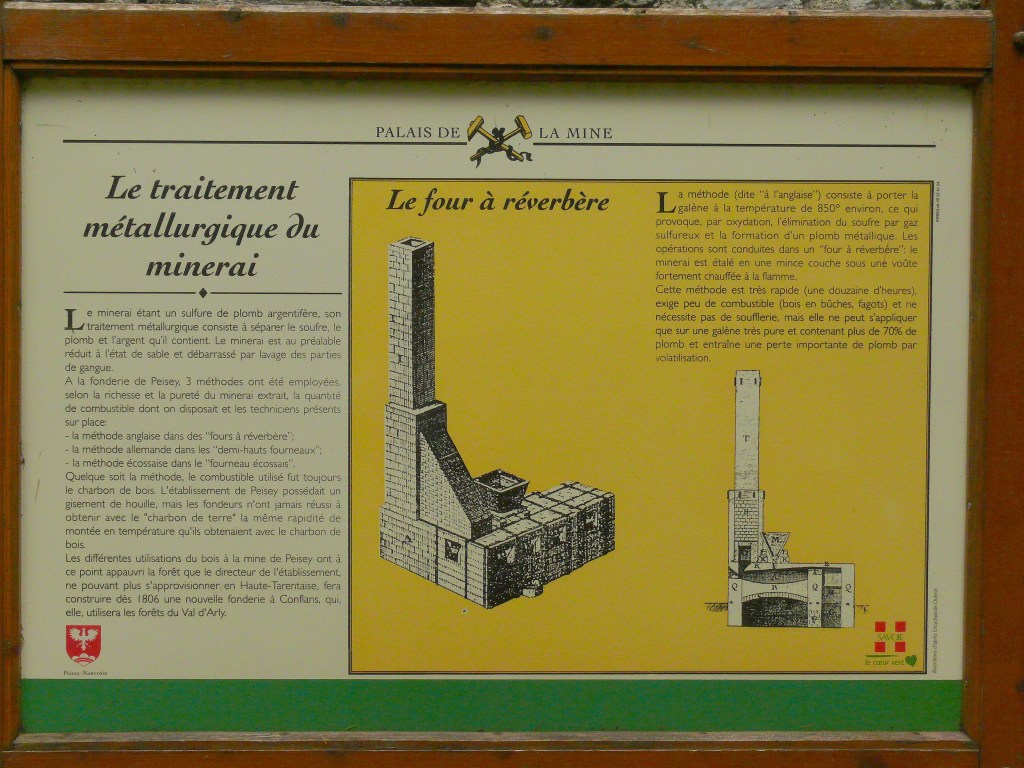 PALAIS DE LA MINE
Le traitement
métallurgique du
minerai
Le minerai étant un sulfure de plomb argentifère, son
traitement métallurgique consiste à séparer le soufre, le
plomb et l'argent qu'il contient. Le minerai est au préalable
réduit à l'état de sable et débarrassé par lavage des parties
de gangue.
A la fonderie de Peisey, 3 méthodes ont été employées,
selon la richesse et la pureté du minerai extrait, la quantité
de combustible dont on disposait et les techniciens présents
sur place:
- la méthode anglaise dans des "fours à réverbère";
- la méthode allemande dans les "demi-hauts fourneaux";
- la méthode écossaise dans le "fourneau écossais".
Quelque soit la méthode, le combustible utilisé fut toujours
le charbon de bois. L'établissement de Peisey possédait un
gisement de houille, mais les fondeurs n'ont jamais réussi à
obtenir avec le "charbon de terre" la même rapidité de
montée en température qu'ils obtenaient avec le charbon de
bois.
Les différentes utilisations du bois à la mine de Peisey ont à
ce point appauvri la forêt que le directeur de l'établissement,
ne pouvant plus s'approvisionner en Haute-Tarentaise, fera
construire dès 1806 une nouvelle fonderie à Conflans, qui,
elle, utilisera les forêts du Val d'Arly.
Peisey Nancroix
Le four à réverbère
La méthode (dite "à l'anglaise") consiste à porter la
galène à la température de 850° environ, ce qui
provoque, par oxydation, l'élimination du soufre par gaz
sulfureux et la formation d'un plomb métallique. Les
opérations sont conduites dans un "four à réverbère": le
minerai est étalé en une mince couche sous une voûte
fortement chauffée à la flamme.
Cette méthode est très rapide (une douzaine d'heures),
exige peu de combustible (bois en bûches, fagots) et ne
nécessite pas de soufflerie, mais elle ne peut s'appliquer
que sur une galène très pure et contenant plus de 70% de
plomb et entraîne une perte importante de plomb par
volatilisation.
T
M
Q
B
Q
SAVOIE
le cœur vert